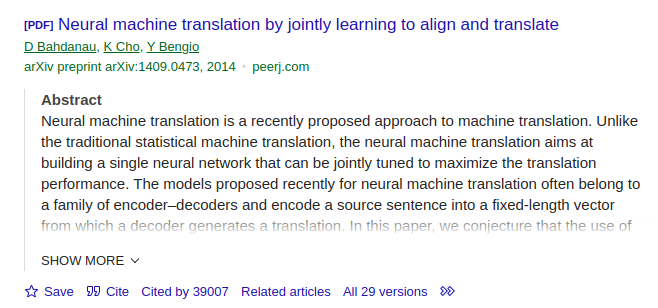 [PDF] Neural machine translation by jointly learning to align and translate
D Bahdanau, K Cho, Y Bengio
arXiv preprint arXiv:1409.0473, 2014 • peerj.com
Abstract
Neural machine translation is a recently proposed approach to machine translation. Unlike
the traditional statistical machine translation, the neural machine translation aims at
building a single neural network that can be jointly tuned to maximize the translation
performance. The models proposed recently for neural machine translation often belong to
a family of encoder–decoders and encode a source sentence into a fixed-length vector
from which a decoder generates a translation. In this paper, we conjecture that the use of
SHOW MORE
Save Cite Cited by 39007 Related articles All 29 versions